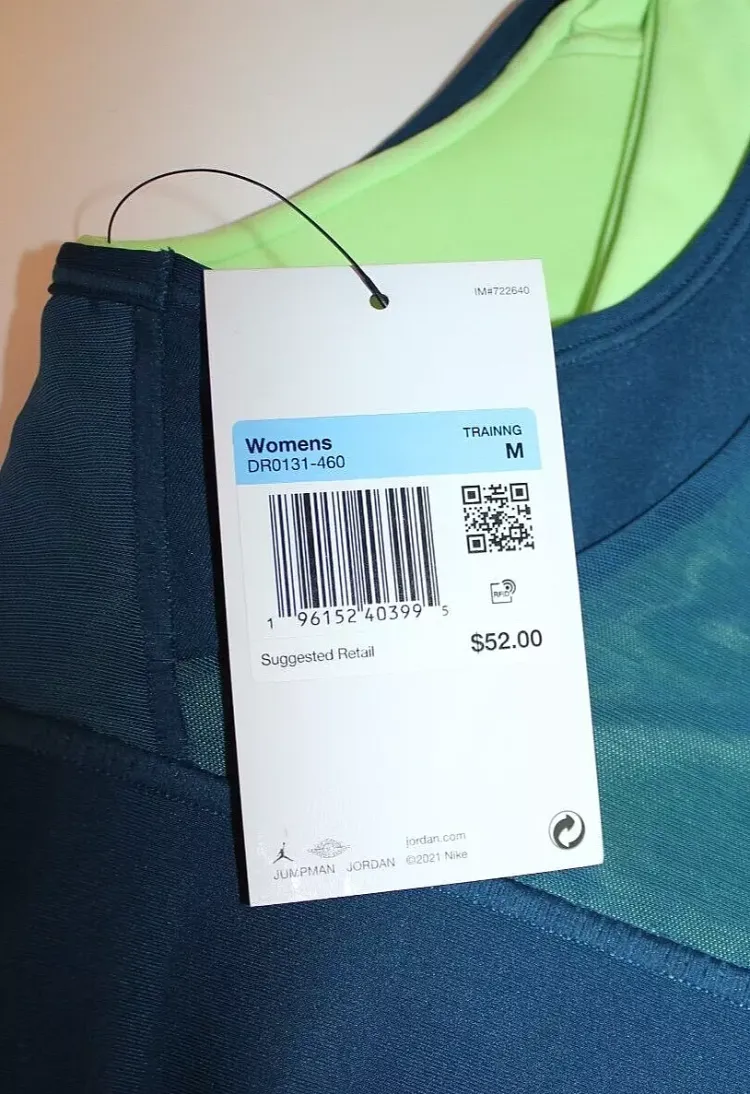 IM#722640
Womens
DR0131-460
TRAINNG
M
RFID
1 96152 40399 5
Suggested Retail
$52.00
JUMPMAN JORDAN
jordan.com
©2021 Nike